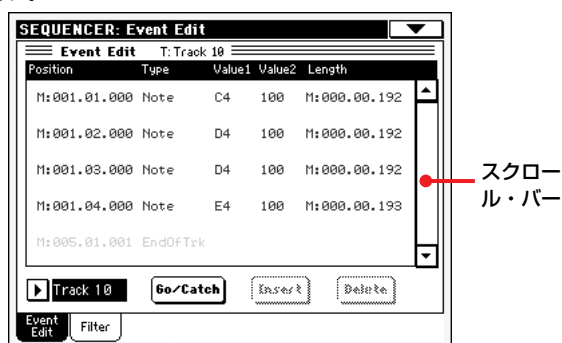 SEQUENCER: Event Edit
Event Edit T: Track 10
Position Type Value1 Value2 Length
M:001.01.000 Note C4 100 M:000.00.192
M:001.02.000 Note D4 100 M:000.00.192
M:001.03.000 Note D4 100 M:000.00.192
M:001.04.000 Note E4 100 M:000.00.193
M:005.01.001 EndOfTrk
スクロー
ル・バー
Track 10 Go/Catch Insert Delete
Event Edit Filter